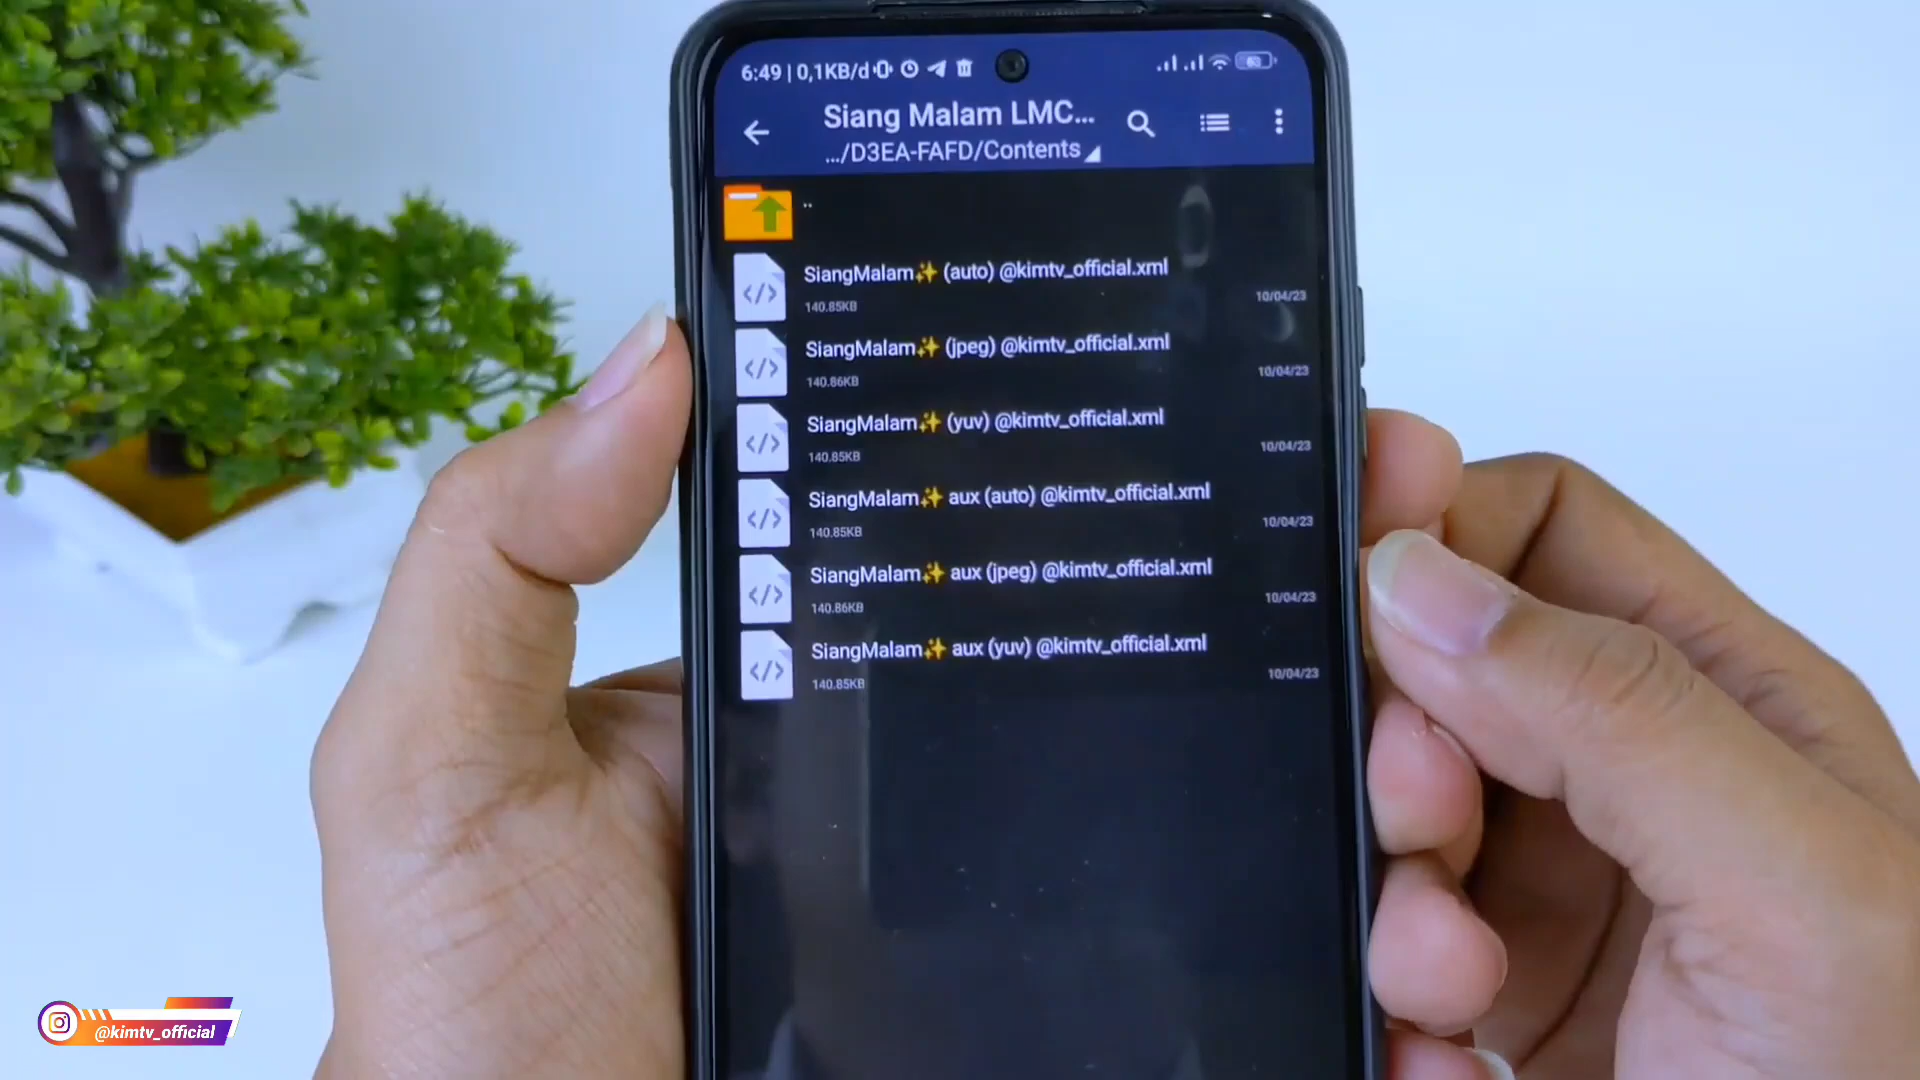 6:49 | 0,1KB/d
60
Siang Malam LMC...
.../D3EA-FAFD/Contents
..
SiangMalam✨ (auto) @kimtv_official.xml
140.85KB
10/04/23
SiangMalam✨ (jpeg) @kimtv_official.xml
140.86KB
10/04/23
SiangMalam✨ (yuv) @kimtv_official.xml
140.85KB
10/04/23
SiangMalam✨ aux (auto) @kimtv_official.xml
140.85KB
10/04/23
SiangMalam✨ aux (jpeg) @kimtv_official.xml
140.86KB
10/04/23
SiangMalam✨ aux (yuv) @kimtv_official.xml
140.85KB
10/04/23
@kimtv_official